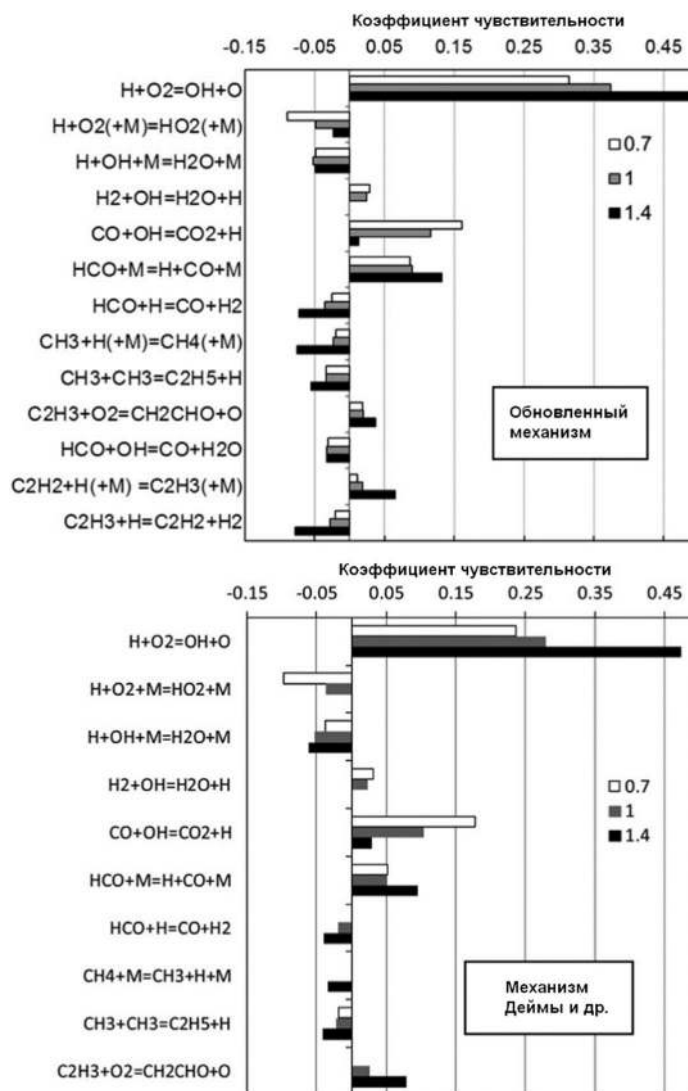 Коэффициент чувствительности
-0.15 -0.05 0.05 0.15 0.25 0.35 0.45
H+O2=OH+O
H+O2(+M)=HO2(+M)
H+OH+M=H2O+M
H2+OH=H2O+H
CO+OH=CO2+H
HCO+M=H+CO+M
HCO+H=CO+H2
CH3+H(+M)=CH4(+M)
CH3+CH3=C2H5+H
C2H3+O2=CH2CHO+O
HCO+OH=CO+H2O
C2H2+H(+M) =C2H3(+M)
C2H3+H=C2H2+H2
0.7
1
1.4
Обновленный
механизм
Коэффициент чувствительности
-0.15 -0.05 0.05 0.15 0.25 0.35 0.45
H+O2=OH+O
H+O2+M=HO2+M
H+OH+M=H2O+M
H2+OH=H2O+H
CO+OH=CO2+H
HCO+M=H+CO+M
HCO+H=CO+H2
CH4+M=CH3+H+M
CH3+CH3=C2H5+H
C2H3+O2=CH2CHO+O
0.7
1
1.4
Механизм
Деймы и др.